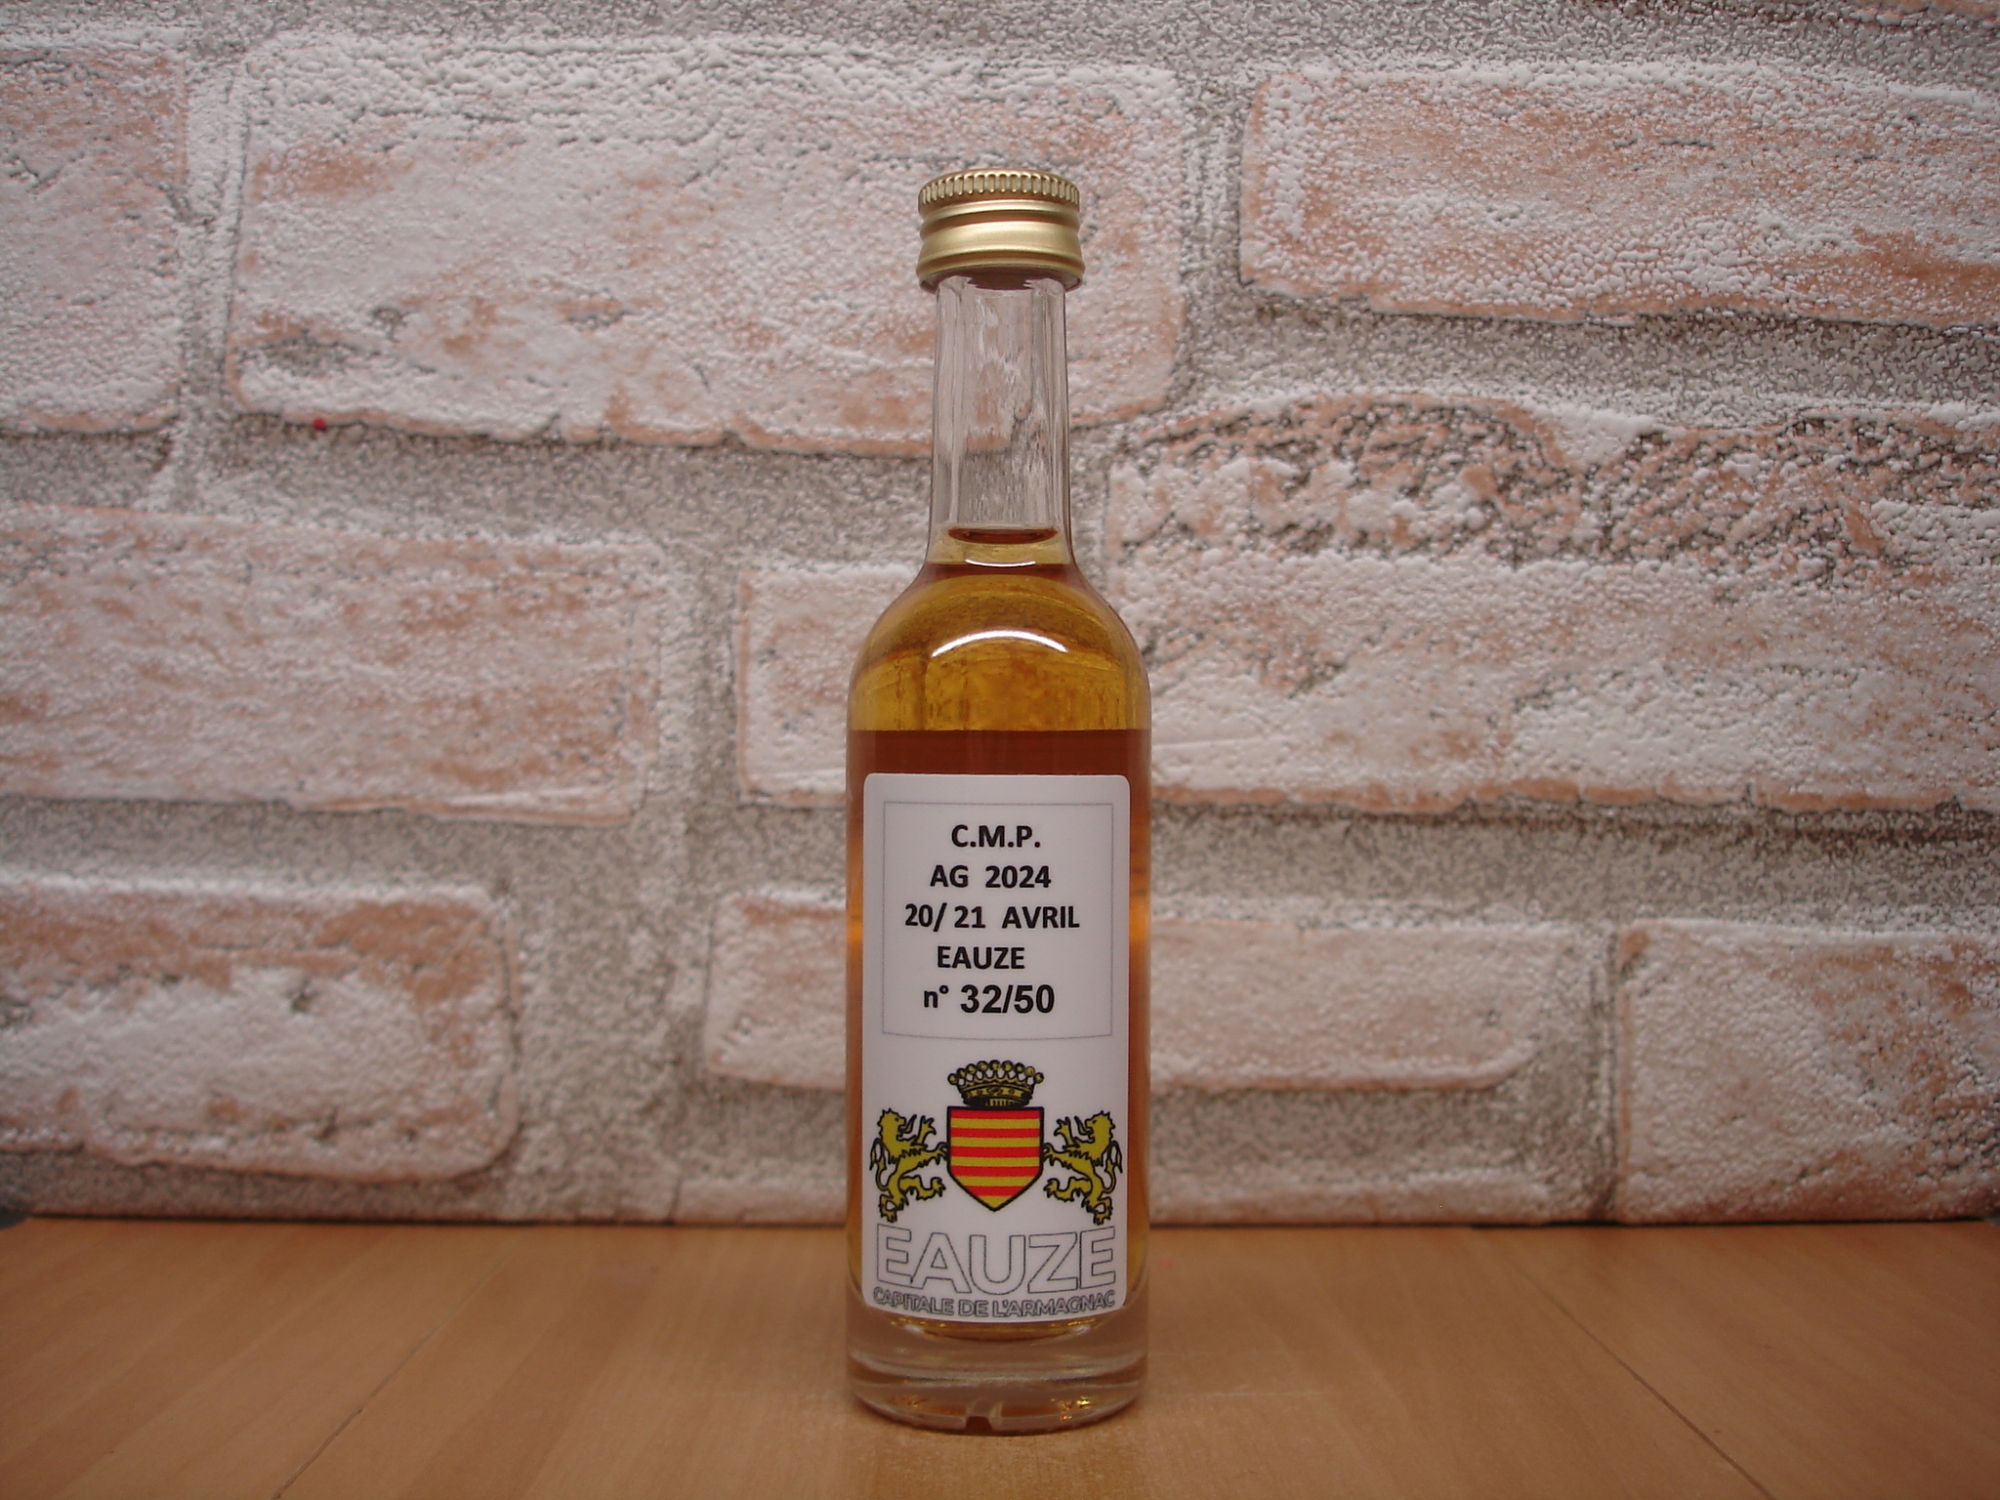 C.M.P.
AG 2024
20/ 21 AVRIL
EAUZE
n° 32/50
EAUZE
CAPITALE DE L'ARMAGNAC